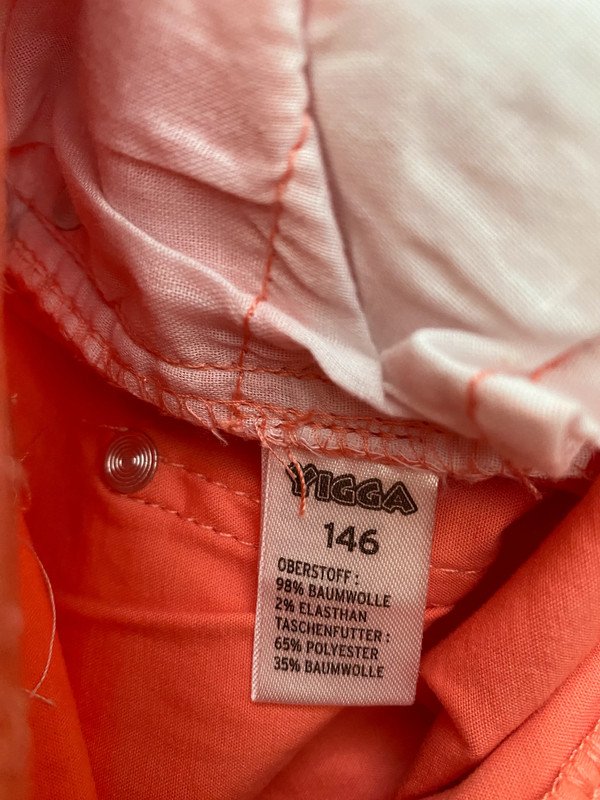 YIGGA
146
OBERSTOFF :
98% BAUMWOLLE
2% ELASTHAN
TASCHENFUTTER :
65% POLYESTER
35% BAUMWOLLE